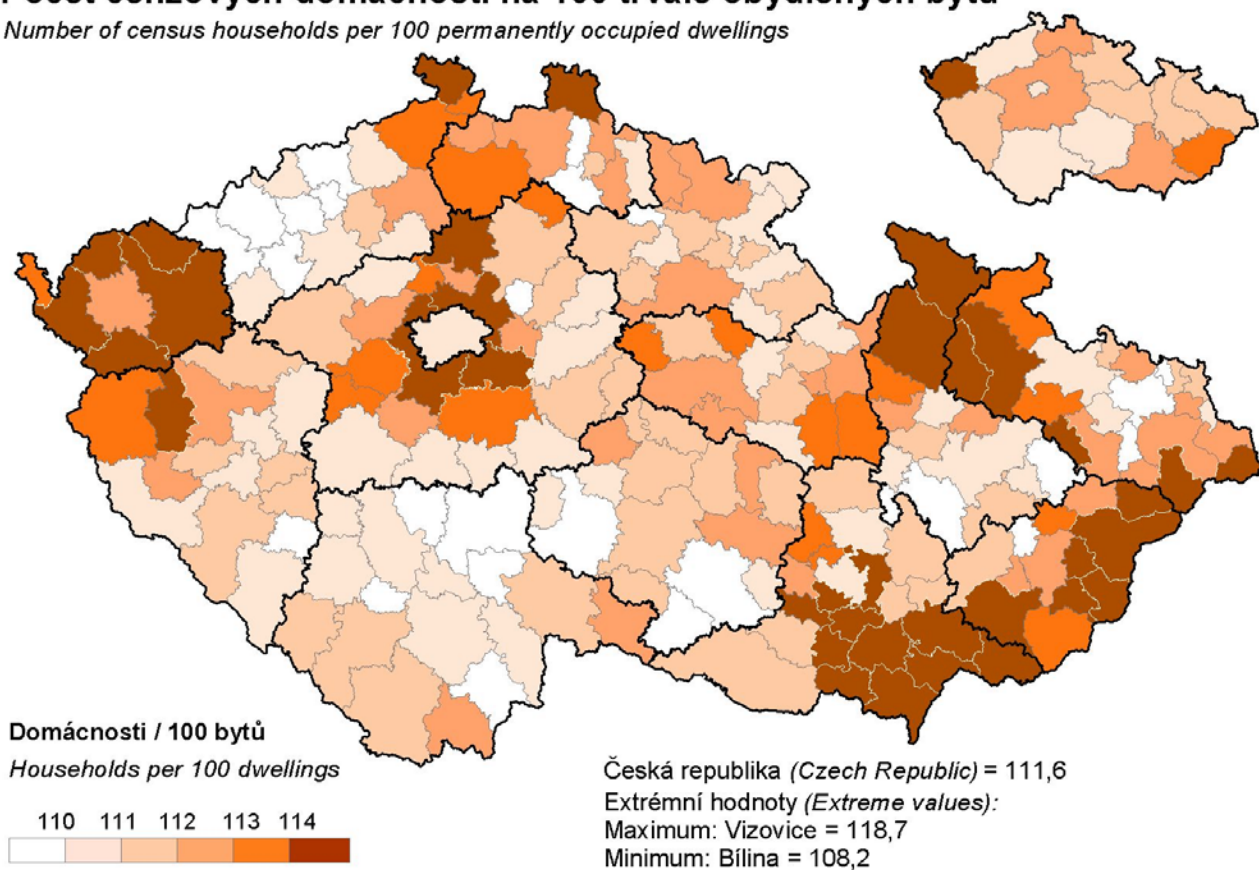 Number of census households per 100 permanently occupied dwellings
Domácnosti / 100 bytů
Households per 100 dwellings
110 111 112 113 114
Česká republika (Czech Republic) = 111,6
Extrémní hodnoty (Extreme values):
Maximum: Vizovice = 118,7
Minimum: Bílina = 108,2